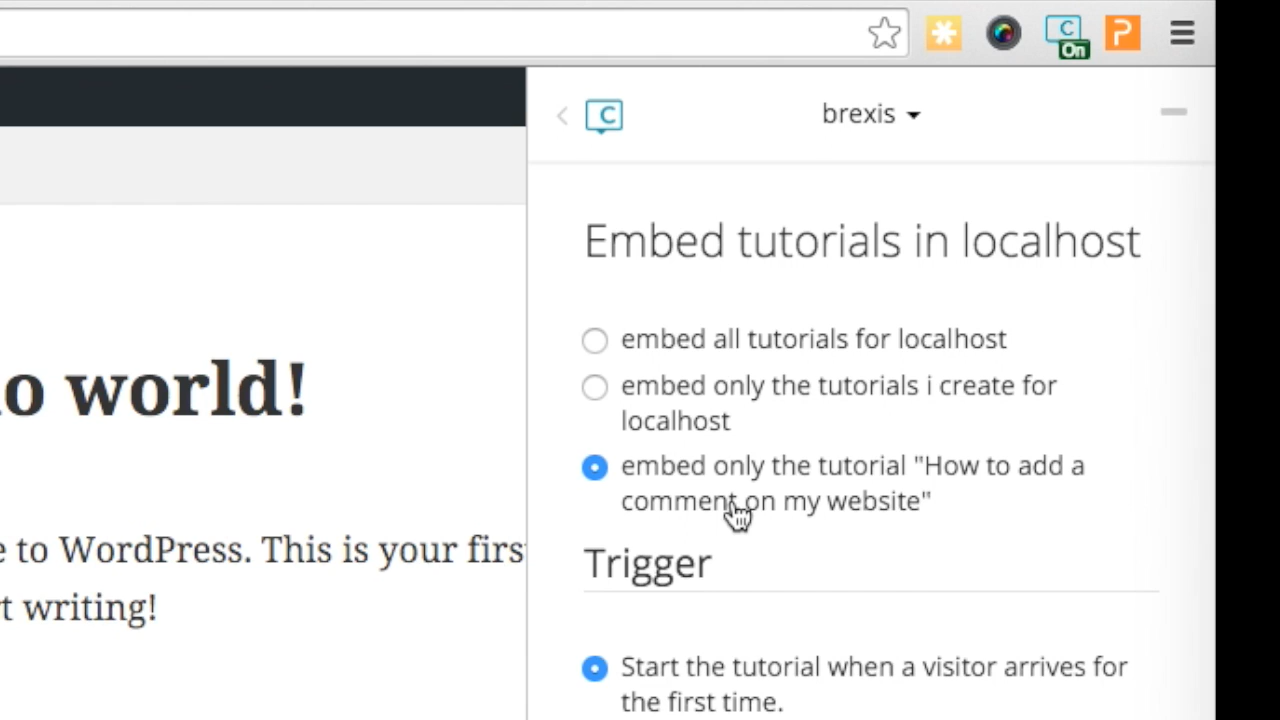 C
On
C
brexis
Embed tutorials in localhost
embed all tutorials for localhost
embed only the tutorials i create for
localhost
embed only the tutorial "How to add a
comment on my website"
Trigger
Start the tutorial when a visitor arrives for
the first time.
o world!
e to WordPress. This is your firs
t writing!